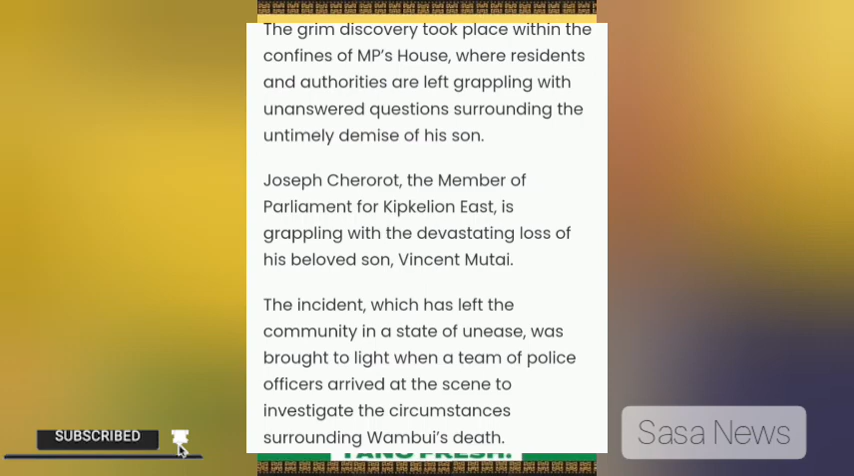 The grim discovery took place within the
confines of MP’s House, where residents
and authorities are left grappling with
unanswered questions surrounding the
untimely demise of his son.
Joseph Cherorot, the Member of
Parliament for Kipkelion East, is
grappling with the devastating loss of
his beloved son, Vincent Mutai.
The incident, which has left the
community in a state of unease, was
brought to light when a team of police
officers arrived at the scene to
investigate the circumstances
surrounding Wambui’s death.
SUBSCRIBED
Sasa News